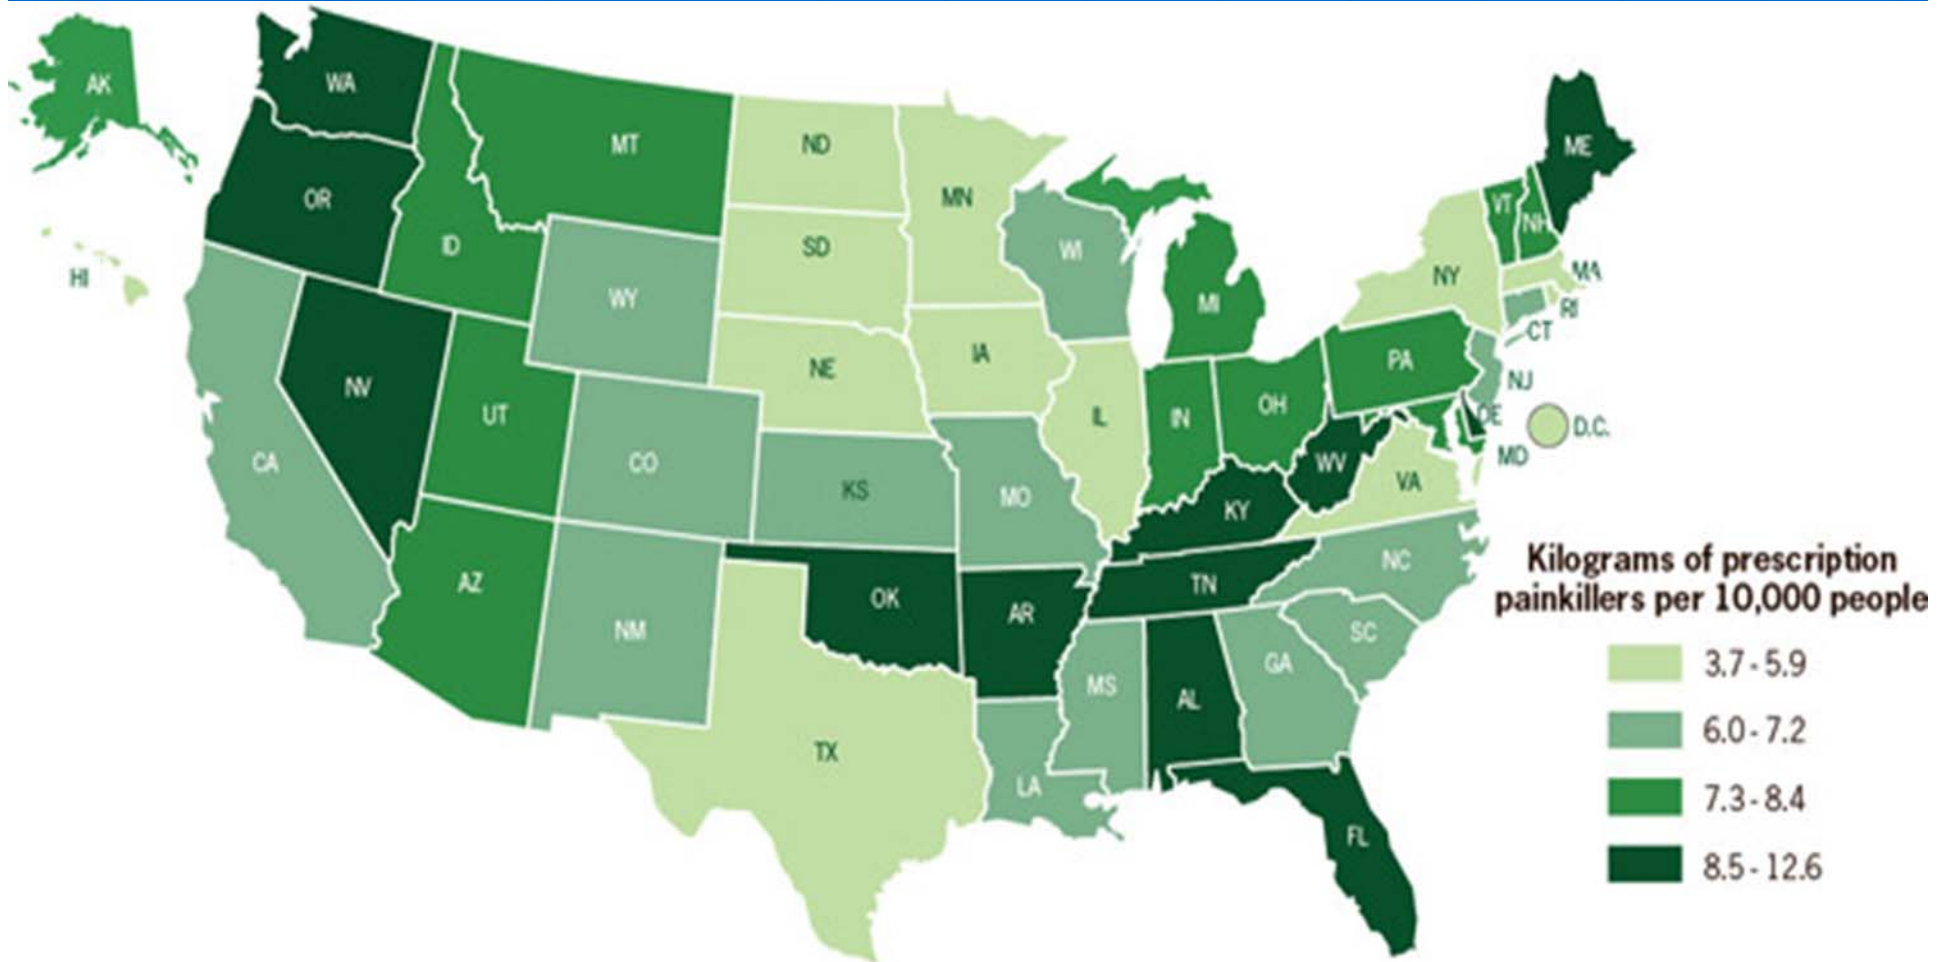 AK
WA
MT
ND
MN
ME
OR
ID
SD
WI
VT
NH
HI
WY
MI
NY
MA
RI
CT
NV
UT
NE
IA
PA
NJ
CA
CO
KS
MO
IL
IN
OH
WV
DE
D.C.
MD
VA
KY
AZ
NM
OK
AR
TN
NC
SC
TX
LA
MS
AL
GA
FL
Kilograms of prescription
painkillers per 10,000 people
3.7 - 5.9
6.0 - 7.2
7.3 - 8.4
8.5 - 12.6